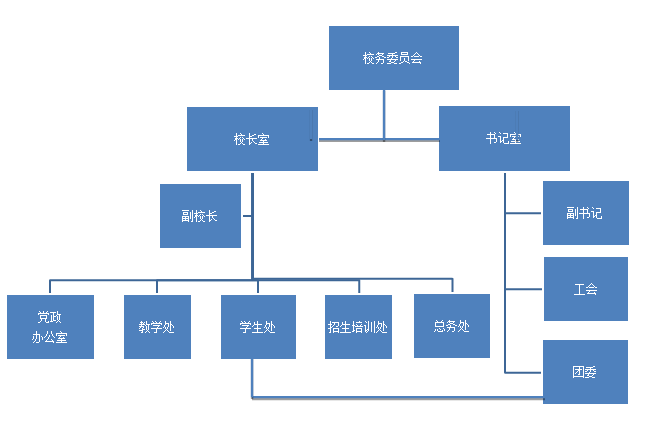 校务委员会
校长室
书记室
副校长
副书记
工会
党政
办公室
教学处
学生处
招生培训处
总务处
团委